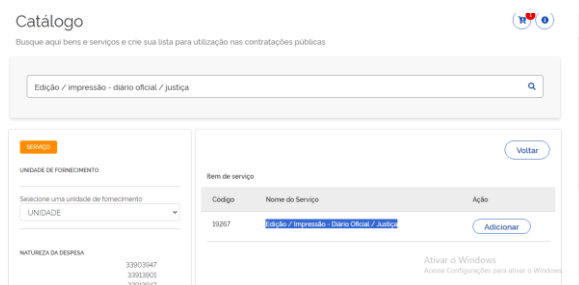 Catálogo
1
Busque aqui bens e serviços e crie sua lista para utilização nas contratações públicas
Edição / impressão - diário oficial / justiça
SERVIÇO
UNIDADE DE FORNECIMENTO
Selecione uma unidade de fornecimento
UNIDADE
NATUREZA DA DESPESA
33903947
33913901
Voltar
Item de serviço
Código Nome do Serviço Ação
19267 Edição / Impressão - Diário Oficial / Justiça Adicionar
Ativar o Windows
Acesse Configurações para ativar o Windows